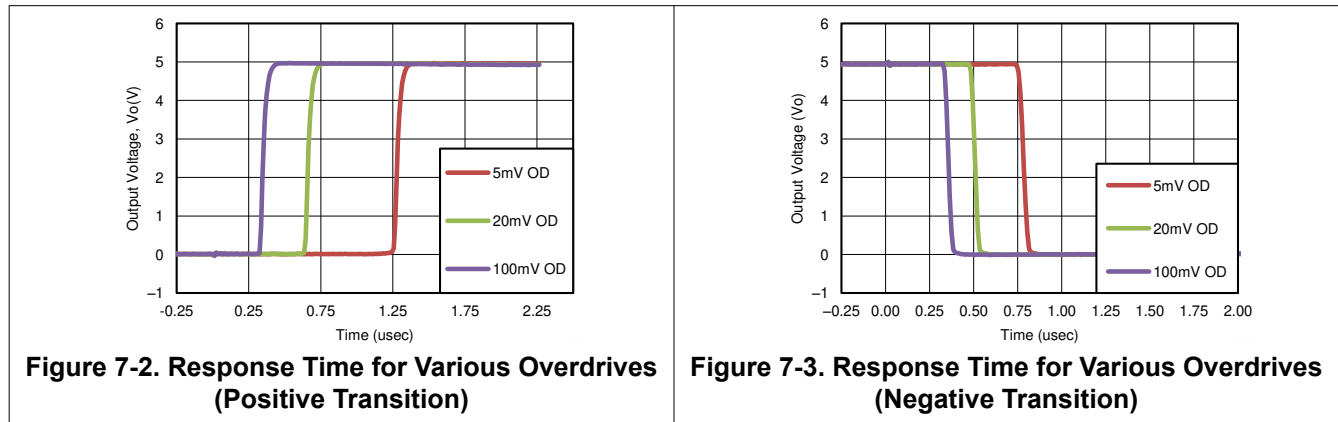 6
5
4
3
2
1
0
–1
Output Voltage, Vo(V)
5mV OD
20mV OD
100mV OD
-0.25 0.25 0.75 1.25 1.75 2.25
Time (usec)
Figure 7-2. Response Time for Various Overdrives
(Positive Transition)
6
5
4
3
2
1
0
–1
Output Voltage (Vo)
5mV OD
20mV OD
100mV OD
–0.25 0.00 0.25 0.50 0.75 1.00 1.25 1.50 1.75 2.00
Time (usec)
Figure 7-3. Response Time for Various Overdrives
(Negative Transition)